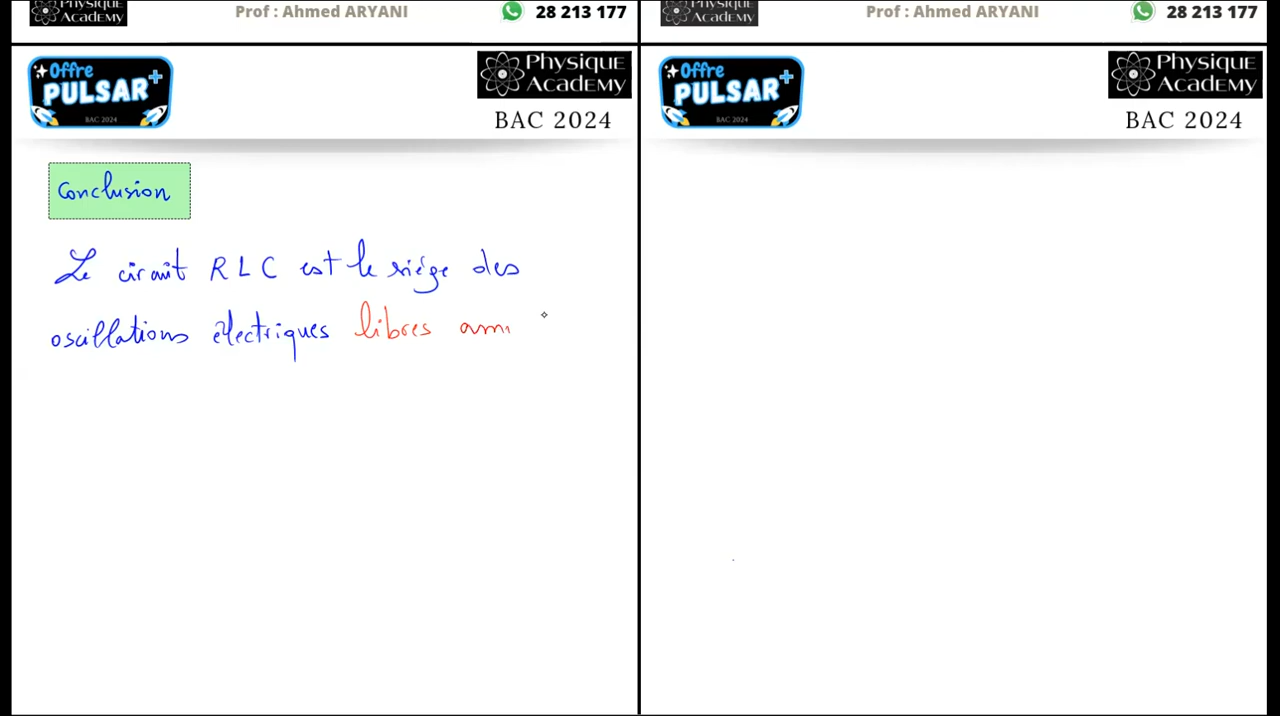 Physique
ACADEMY
Prof : Ahmed ARYANI
28 213 177
Physique
ACADEMY
Prof : Ahmed ARYANI
28 213 177
Offre
PULSAR+
BAC 2024
Physique
Academy
BAC 2024
Offre
PULSAR+
BAC 2024
Physique
Academy
BAC 2024
Conclusion
Le circuit RLC est le siége des
oscillations électriques libres am